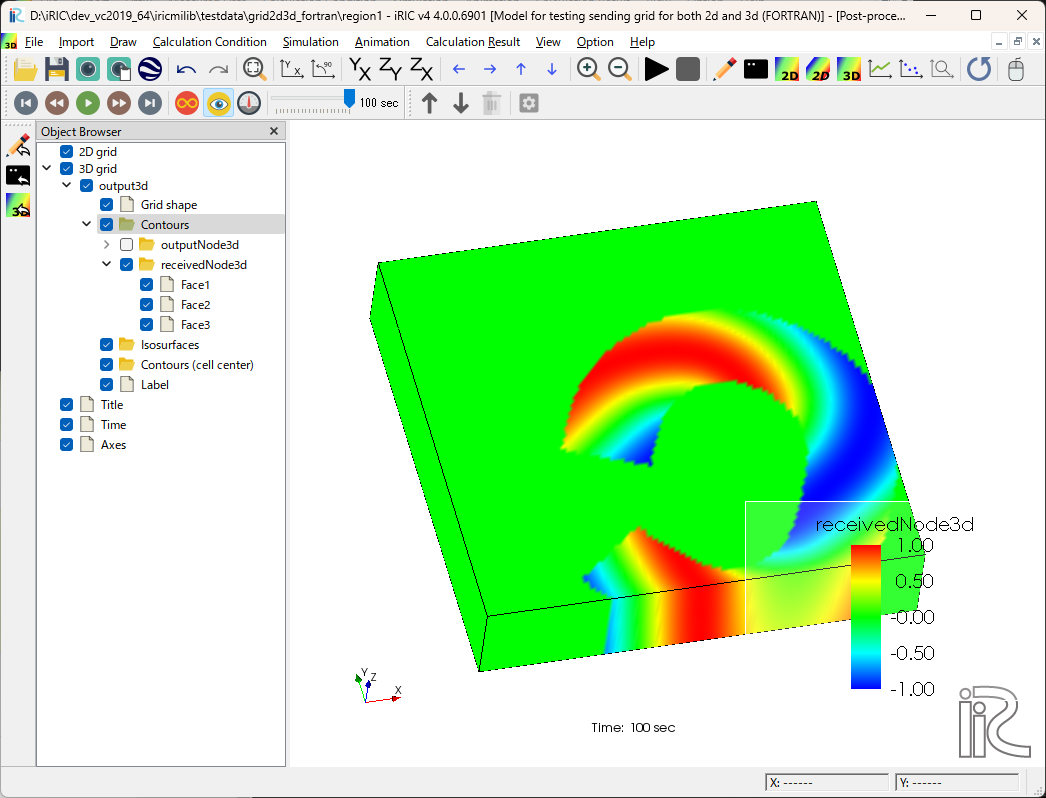 D:\iRIC\dev_vc2019_64\iricmilib\testdata\grid2d3d_fortran\region1 - iRIC v4 4.0.0.6901 [Model for testing sending grid for both 2d and 3d (FORTRAN)] - [Post-proce...
3D File Import Draw Calculation Condition Simulation Animation Calculation Result View Option Help
Y X -90 Y X Z Y Z X 2D 2D 3D
100 sec
Object Browser
2D grid
3D grid
output3d
3D
Grid shape
Contours
outputNode3d
receivedNode3d
Face1
Face2
Face3
Isosurfaces
Contours (cell center)
Label
Title
Time
Axes
receivedNode3d
1.00
0.50
-0.00
-0.50
-1.00
Y
Z
X
Time: 100 sec
iRIC
X: ------
Y: ------